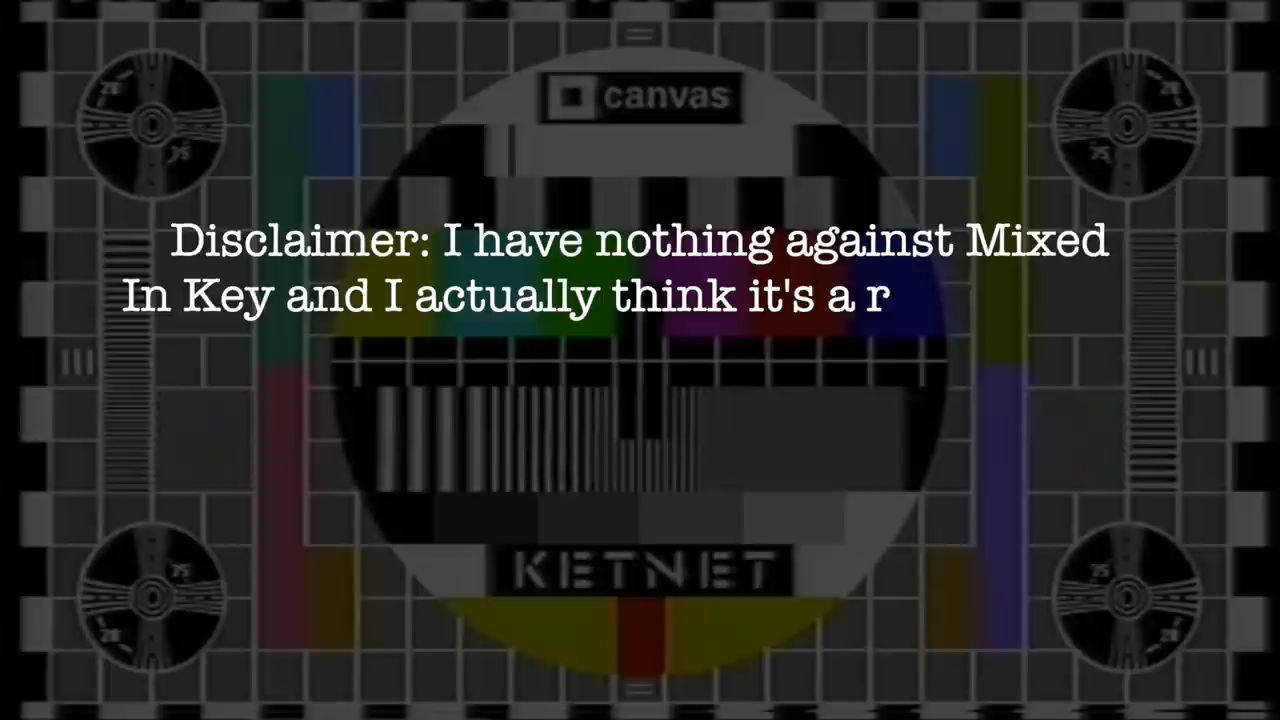 canvas
Disclaimer: I have nothing against Mixed
In Key and I actually think it's a r
KETNET